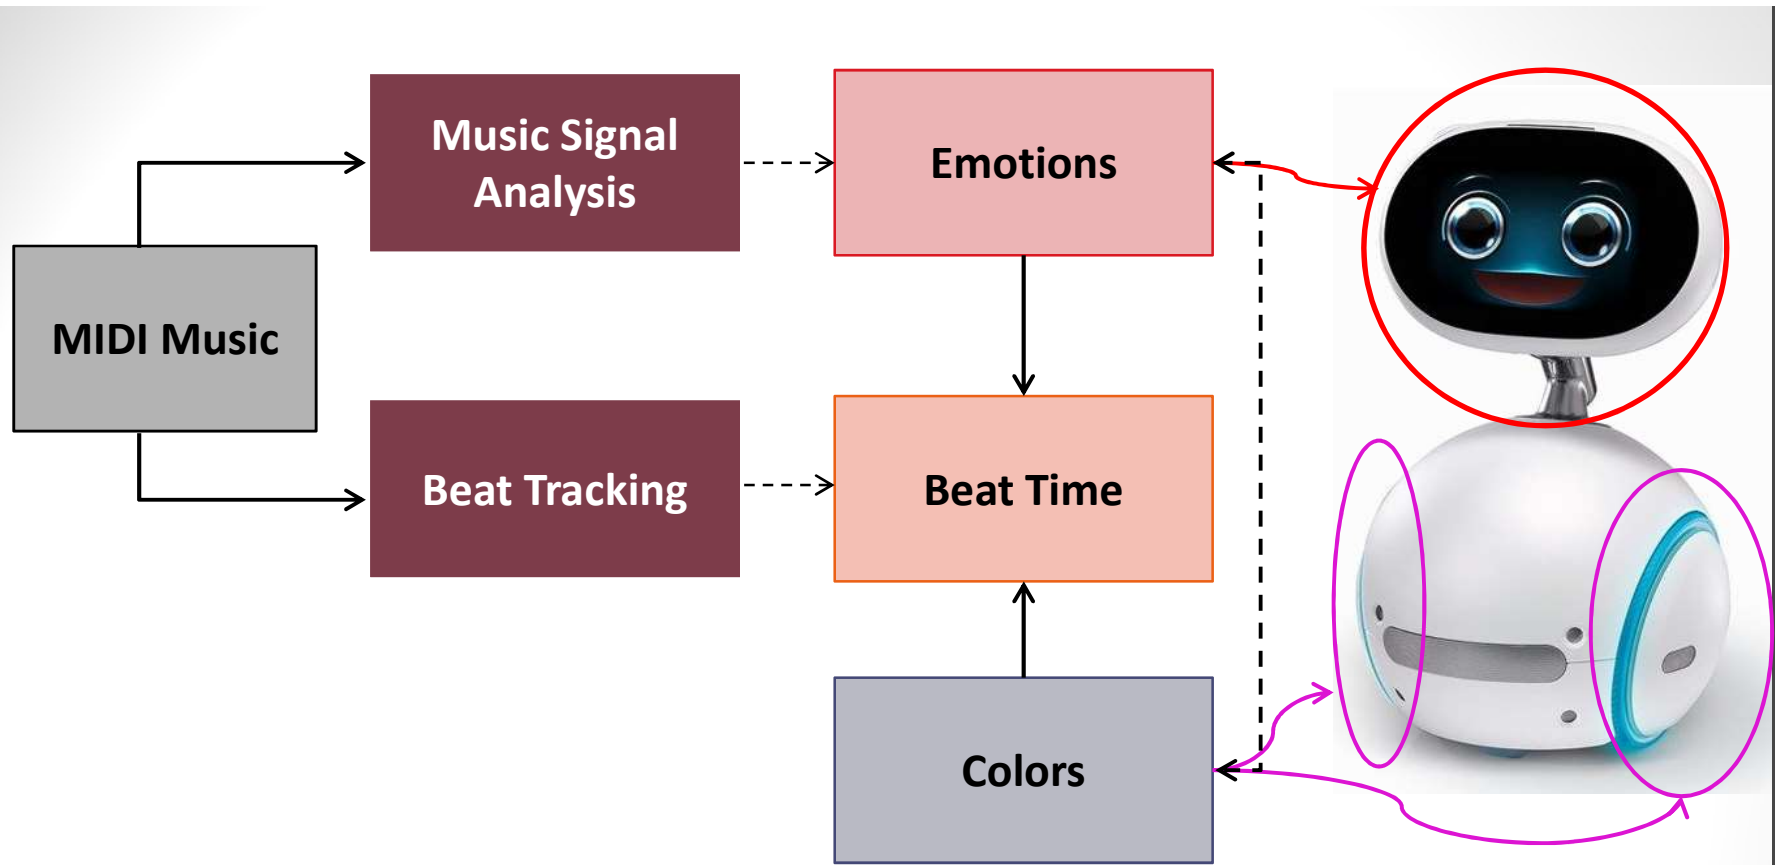 Music Signal
Analysis
Emotions
MIDI Music
Beat Tracking
Beat Time
Colors